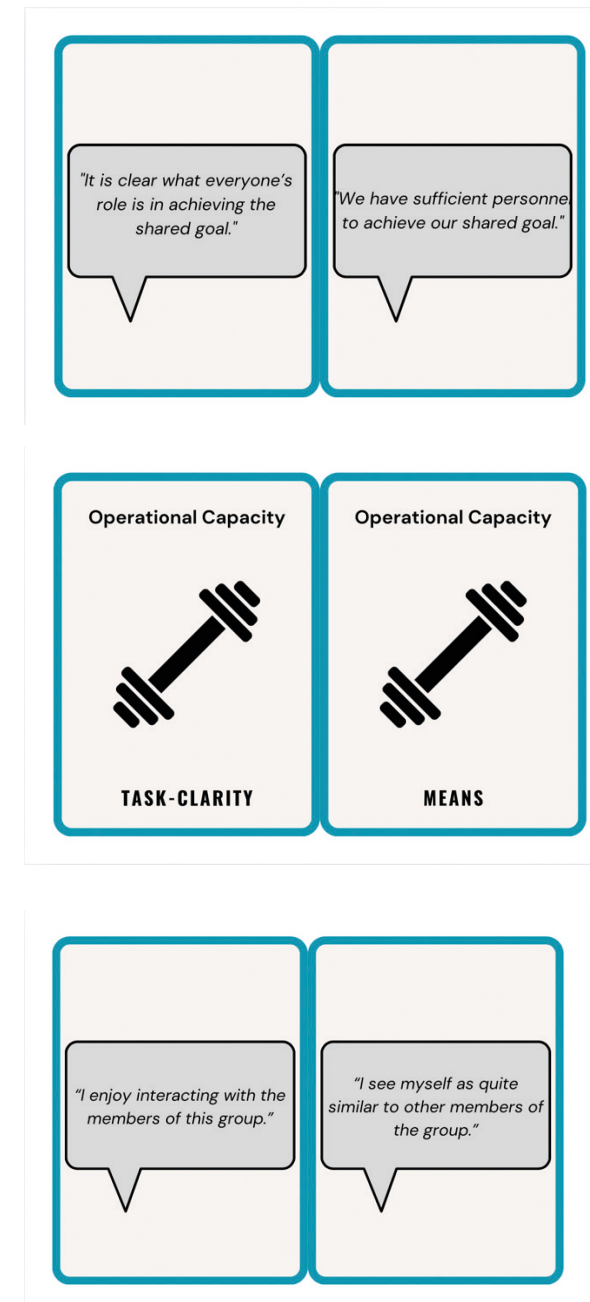 "It is clear what everyone's
role is in achieving the
shared goal."
"We have sufficient personnel
to achieve our shared goal."
Operational Capacity
TASK-CLARITY
Operational Capacity
MEANS
“I enjoy interacting with the
members of this group.”
“I see myself as quite
similar to other members of
the group.”